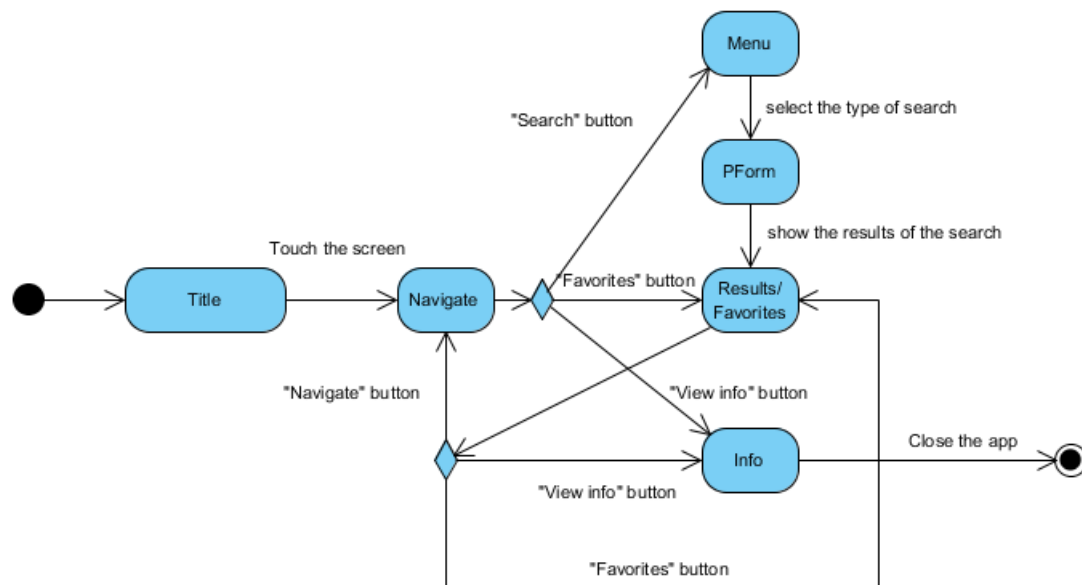 Menu
select the type of search
"Search" button
PForm
show the results of the search
Touch the screen
"Favorites" button
Title
Navigate
Results/
Favorites
"Navigate" button
"View info" button
Close the app
Info
"View info" button
"Favorites" button